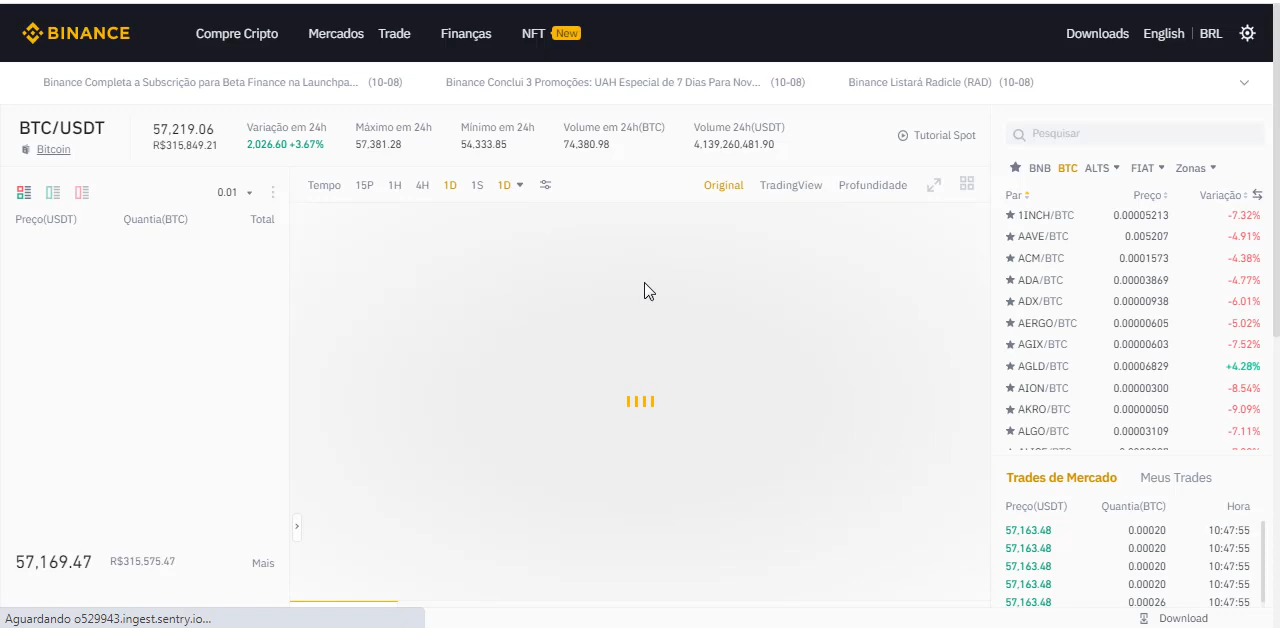 BINANCE
Compre Cripto Mercados Trade Finanças NFT New Downloads English BRL
Binance Completa a Subscrição para Beta Finance na Launchpa... (10-08) Binance Conclui 3 Promoções: UAH Especial de 7 Dias Para Nov... (10-08) Binance Listará Radicle (RAD) (10-08)
BTC/USDT
Bitcoin
57,219.06
R$315,849.21
Variação em 24h
2,026.60 +3.67%
Máximo em 24h
57,381.28
Mínimo em 24h
54,333.85
Volume em 24h(BTC)
74,380.98
Volume 24h(USDT)
4,139,260,481.90
Tutorial Spot
0.01
Preço(USDT) Quantia(BTC) Total
57,169.47 R$315,575.47 Mais
Tempo 15P 1H 4H 1D 1S 1D Original TradingView Profundidade
Pesquisar
BNB BTC ALTS FIAT Zonas
Par Preço Variação
1INCH/BTC 0.00005213 -7.32%
AAVE/BTC 0.005207 -4.91%
ACM/BTC 0.0001573 -4.38%
ADA/BTC 0.00003869 -4.77%
ADX/BTC 0.00000938 -6.01%
AERGO/BTC 0.00000605 -5.02%
AGIX/BTC 0.00000603 -7.52%
AGLD/BTC 0.00006829 +4.28%
AION/BTC 0.00000300 -8.54%
AKRO/BTC 0.00000050 -9.09%
ALGO/BTC 0.00003109 -7.11%
Trades de Mercado Meus Trades
Preço(USDT) Quantia(BTC) Hora
57,163.48 0.00020 10:47:55
57,163.48 0.00020 10:47:55
57,163.48 0.00020 10:47:55
57,163.48 0.00020 10:47:55
57,163.48 0.00026 10:47:55
Aguardando o529943.ingest.sentry.io...
Download